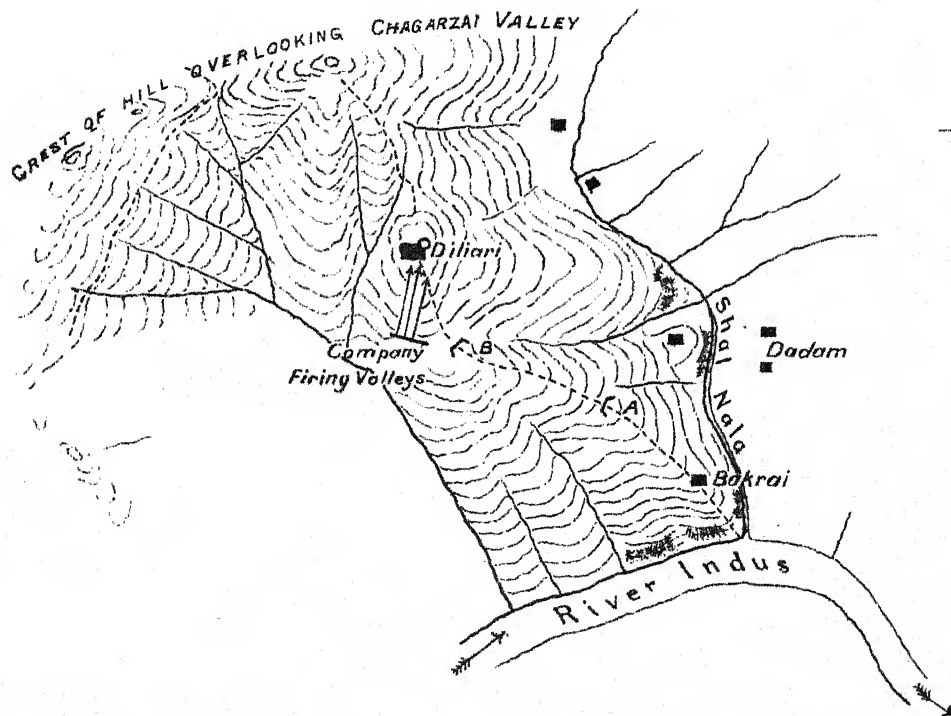 CREST OF HILL OVERLOOKING CHAGARZAI VALLEY
Diliari
Company
Firing Volleys
B
Shal Nala
Dadam
A
Bakrai
River Indus